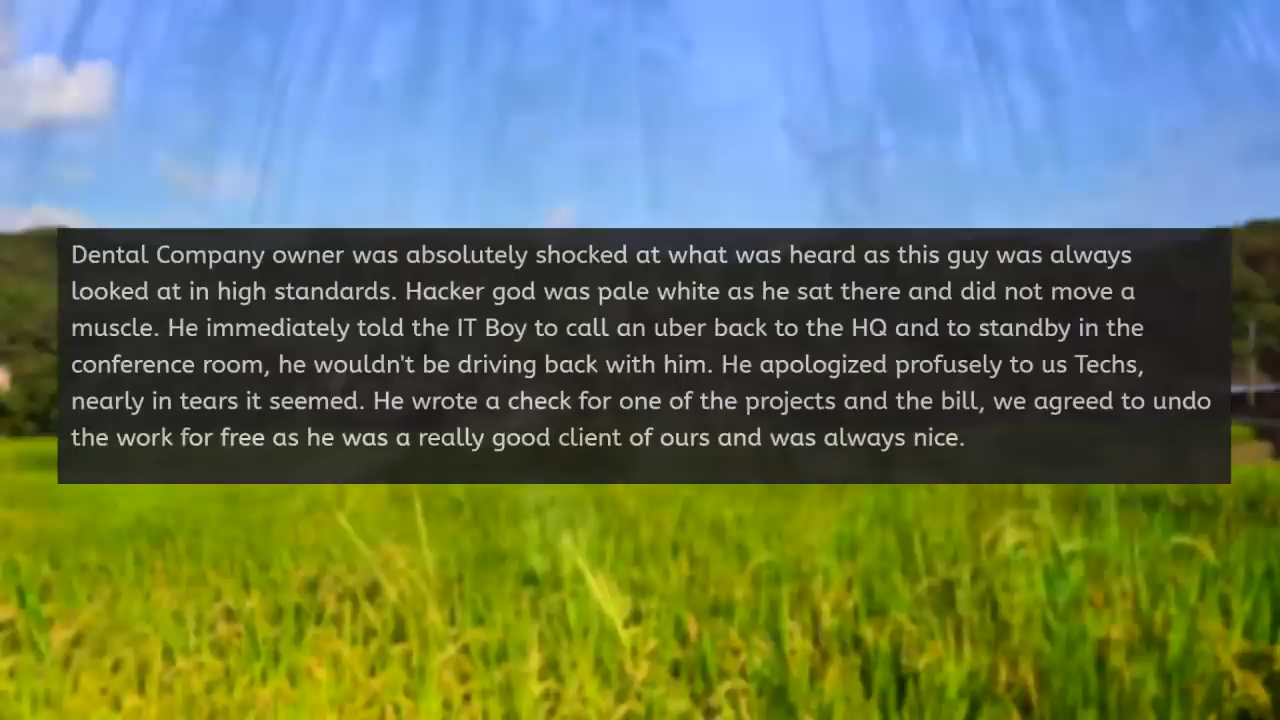 Dental Company owner was absolutely shocked at what was heard as this guy was always
looked at in high standards. Hacker god was pale white as he sat there and did not move a
muscle. He immediately told the IT Boy to call an uber back to the HQ and to standby in the
conference room, he wouldn't be driving back with him. He apologized profusely to us Techs,
nearly in tears it seemed. He wrote a check for one of the projects and the bill, we agreed to undo
the work for free as he was a really good client of ours and was always nice.